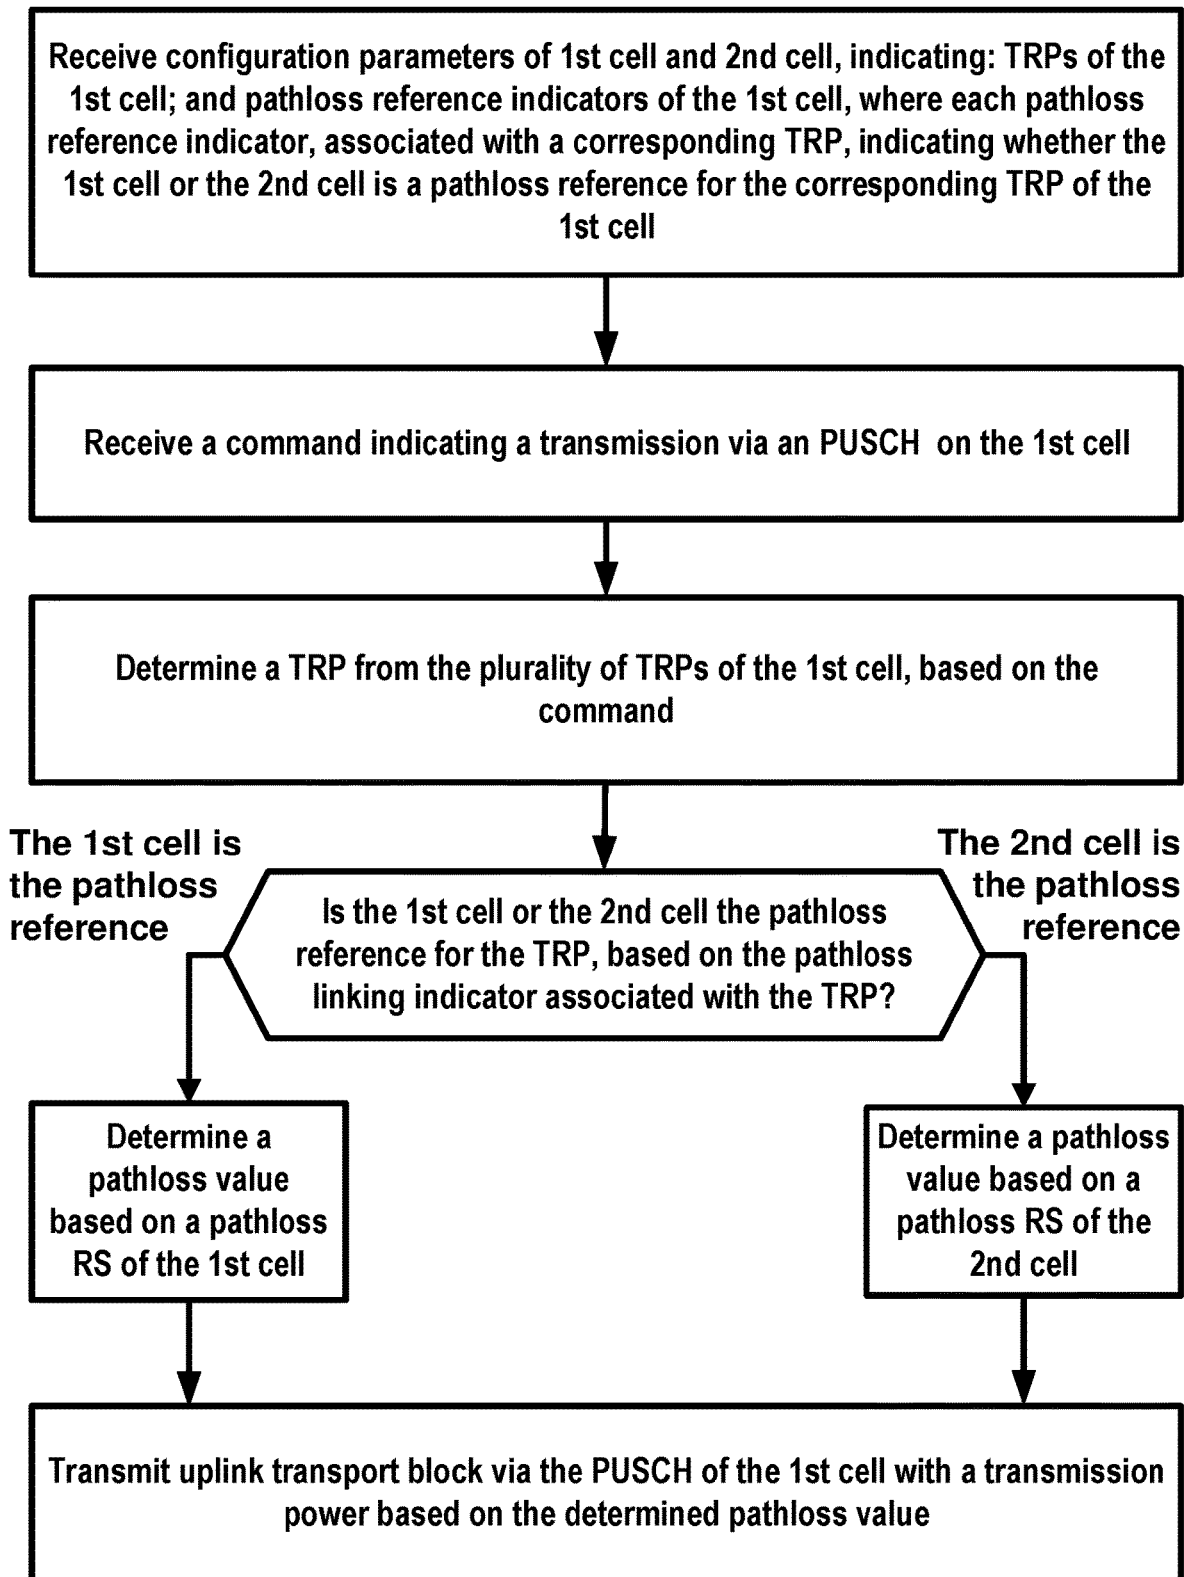 Receive configuration parameters of 1st cell and 2nd cell, indicating: TRPs of the
1st cell; and pathloss reference indicators of the 1st cell, where each pathloss
reference indicator, associated with a corresponding TRP, indicating whether the
1st cell or the 2nd cell is a pathloss reference for the corresponding TRP of the
1st cell
Receive a command indicating a transmission via an PUSCH on the 1st cell
Determine a TRP from the plurality of TRPs of the 1st cell, based on the
command
The 1st cell is
the pathloss
reference
The 2nd cell is
the pathloss
reference
Is the 1st cell or the 2nd cell the pathloss
reference for the TRP, based on the pathloss
linking indicator associated with the TRP?
Determine a
pathloss value
based on a pathloss
RS of the 1st cell
Determine a pathloss
value based on a
pathloss RS of the
2nd cell
Transmit uplink transport block via the PUSCH of the 1st cell with a transmission
power based on the determined pathloss value